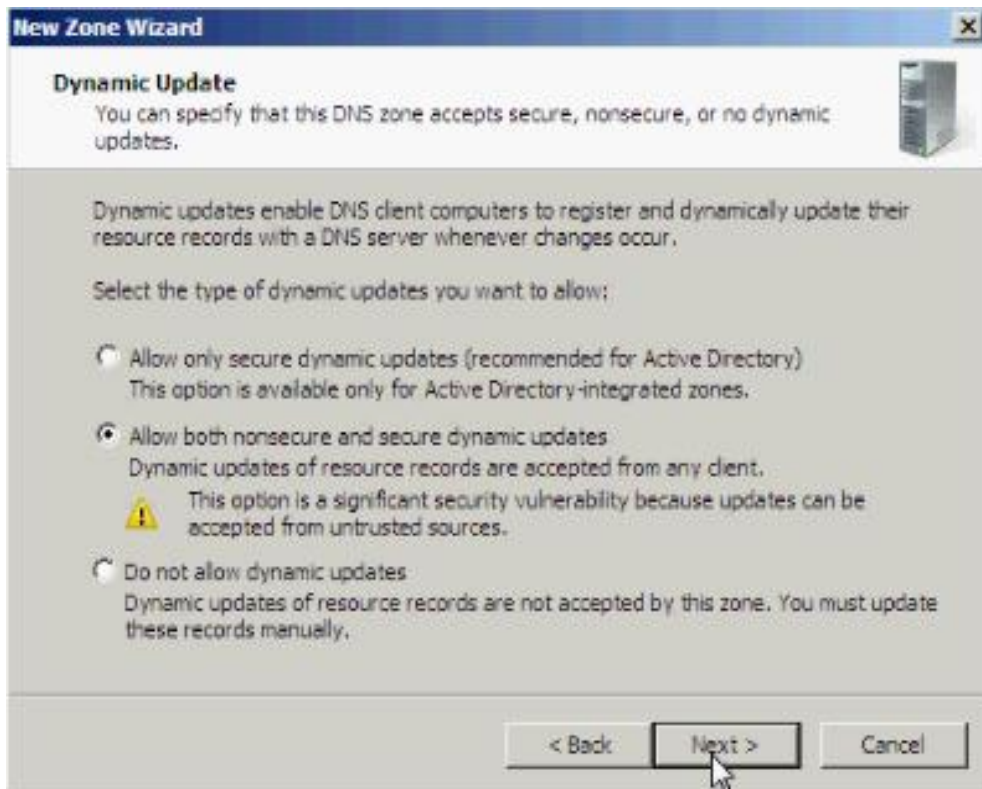 New Zone Wizard
Dynamic Update
You can specify that this DNS zone accepts secure, nonsecure, or no dynamic
updates.
Dynamic updates enable DNS client computers to register and dynamically update their
resource records with a DNS server whenever changes occur.
Select the type of dynamic updates you want to allow:
Allow only secure dynamic updates (recommended for Active Directory)
This option is available only for Active Directory-integrated zones.
Allow both nonsecure and secure dynamic updates
Dynamic updates of resource records are accepted from any client.
This option is a significant security vulnerability because updates can be
accepted from untrusted sources.
Do not allow dynamic updates
Dynamic updates of resource records are not accepted by this zone. You must update
these records manually.
< Back Next > Cancel